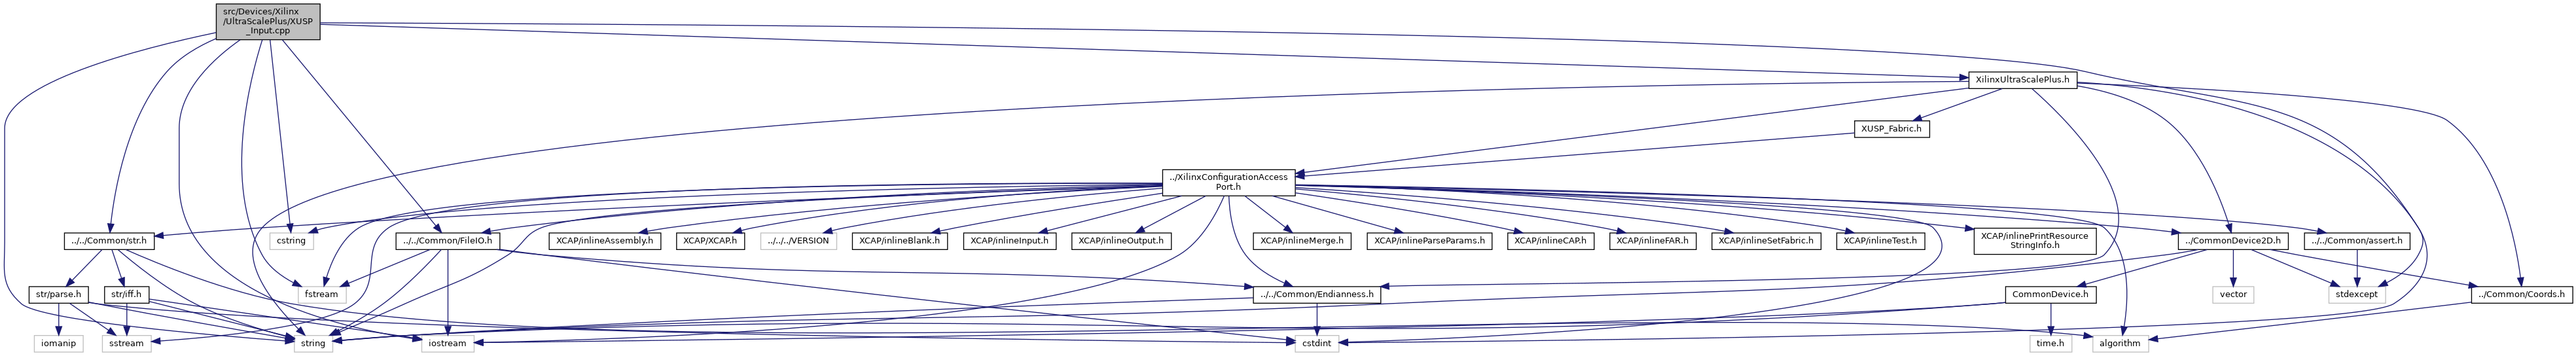 src/Devices/Xilinx
/UltraScalePlus/XUSP
_Input.cpp
XilinxUltraScalePlus.h
XUSP_Fabric.h
../XilinxConfigurationAccess
Port.h
../../Common/str.h
cstring
../../Common/FileIO.h
XCAP/inlineAssembly.h
XCAP/XCAP.h
../../../VERSION
XCAP/inlineBlank.h
XCAP/inlineInput.h
XCAP/inlineOutput.h
XCAP/inlineMerge.h
XCAP/inlineParseParams.h
XCAP/inlineCAP.h
XCAP/inlineFAR.h
XCAP/inlineSetFabric.h
XCAP/inlineTest.h
XCAP/inlinePrintResource
StringInfo.h
../CommonDevice2D.h
../../Common/assert.h
str/parse.h
str/iff.h
fstream
../../Common/Endianness.h
CommonDevice.h
vector
stdexcept
../Common/Coords.h
iomanip
sstream
string
iostream
cstdint
time.h
algorithm